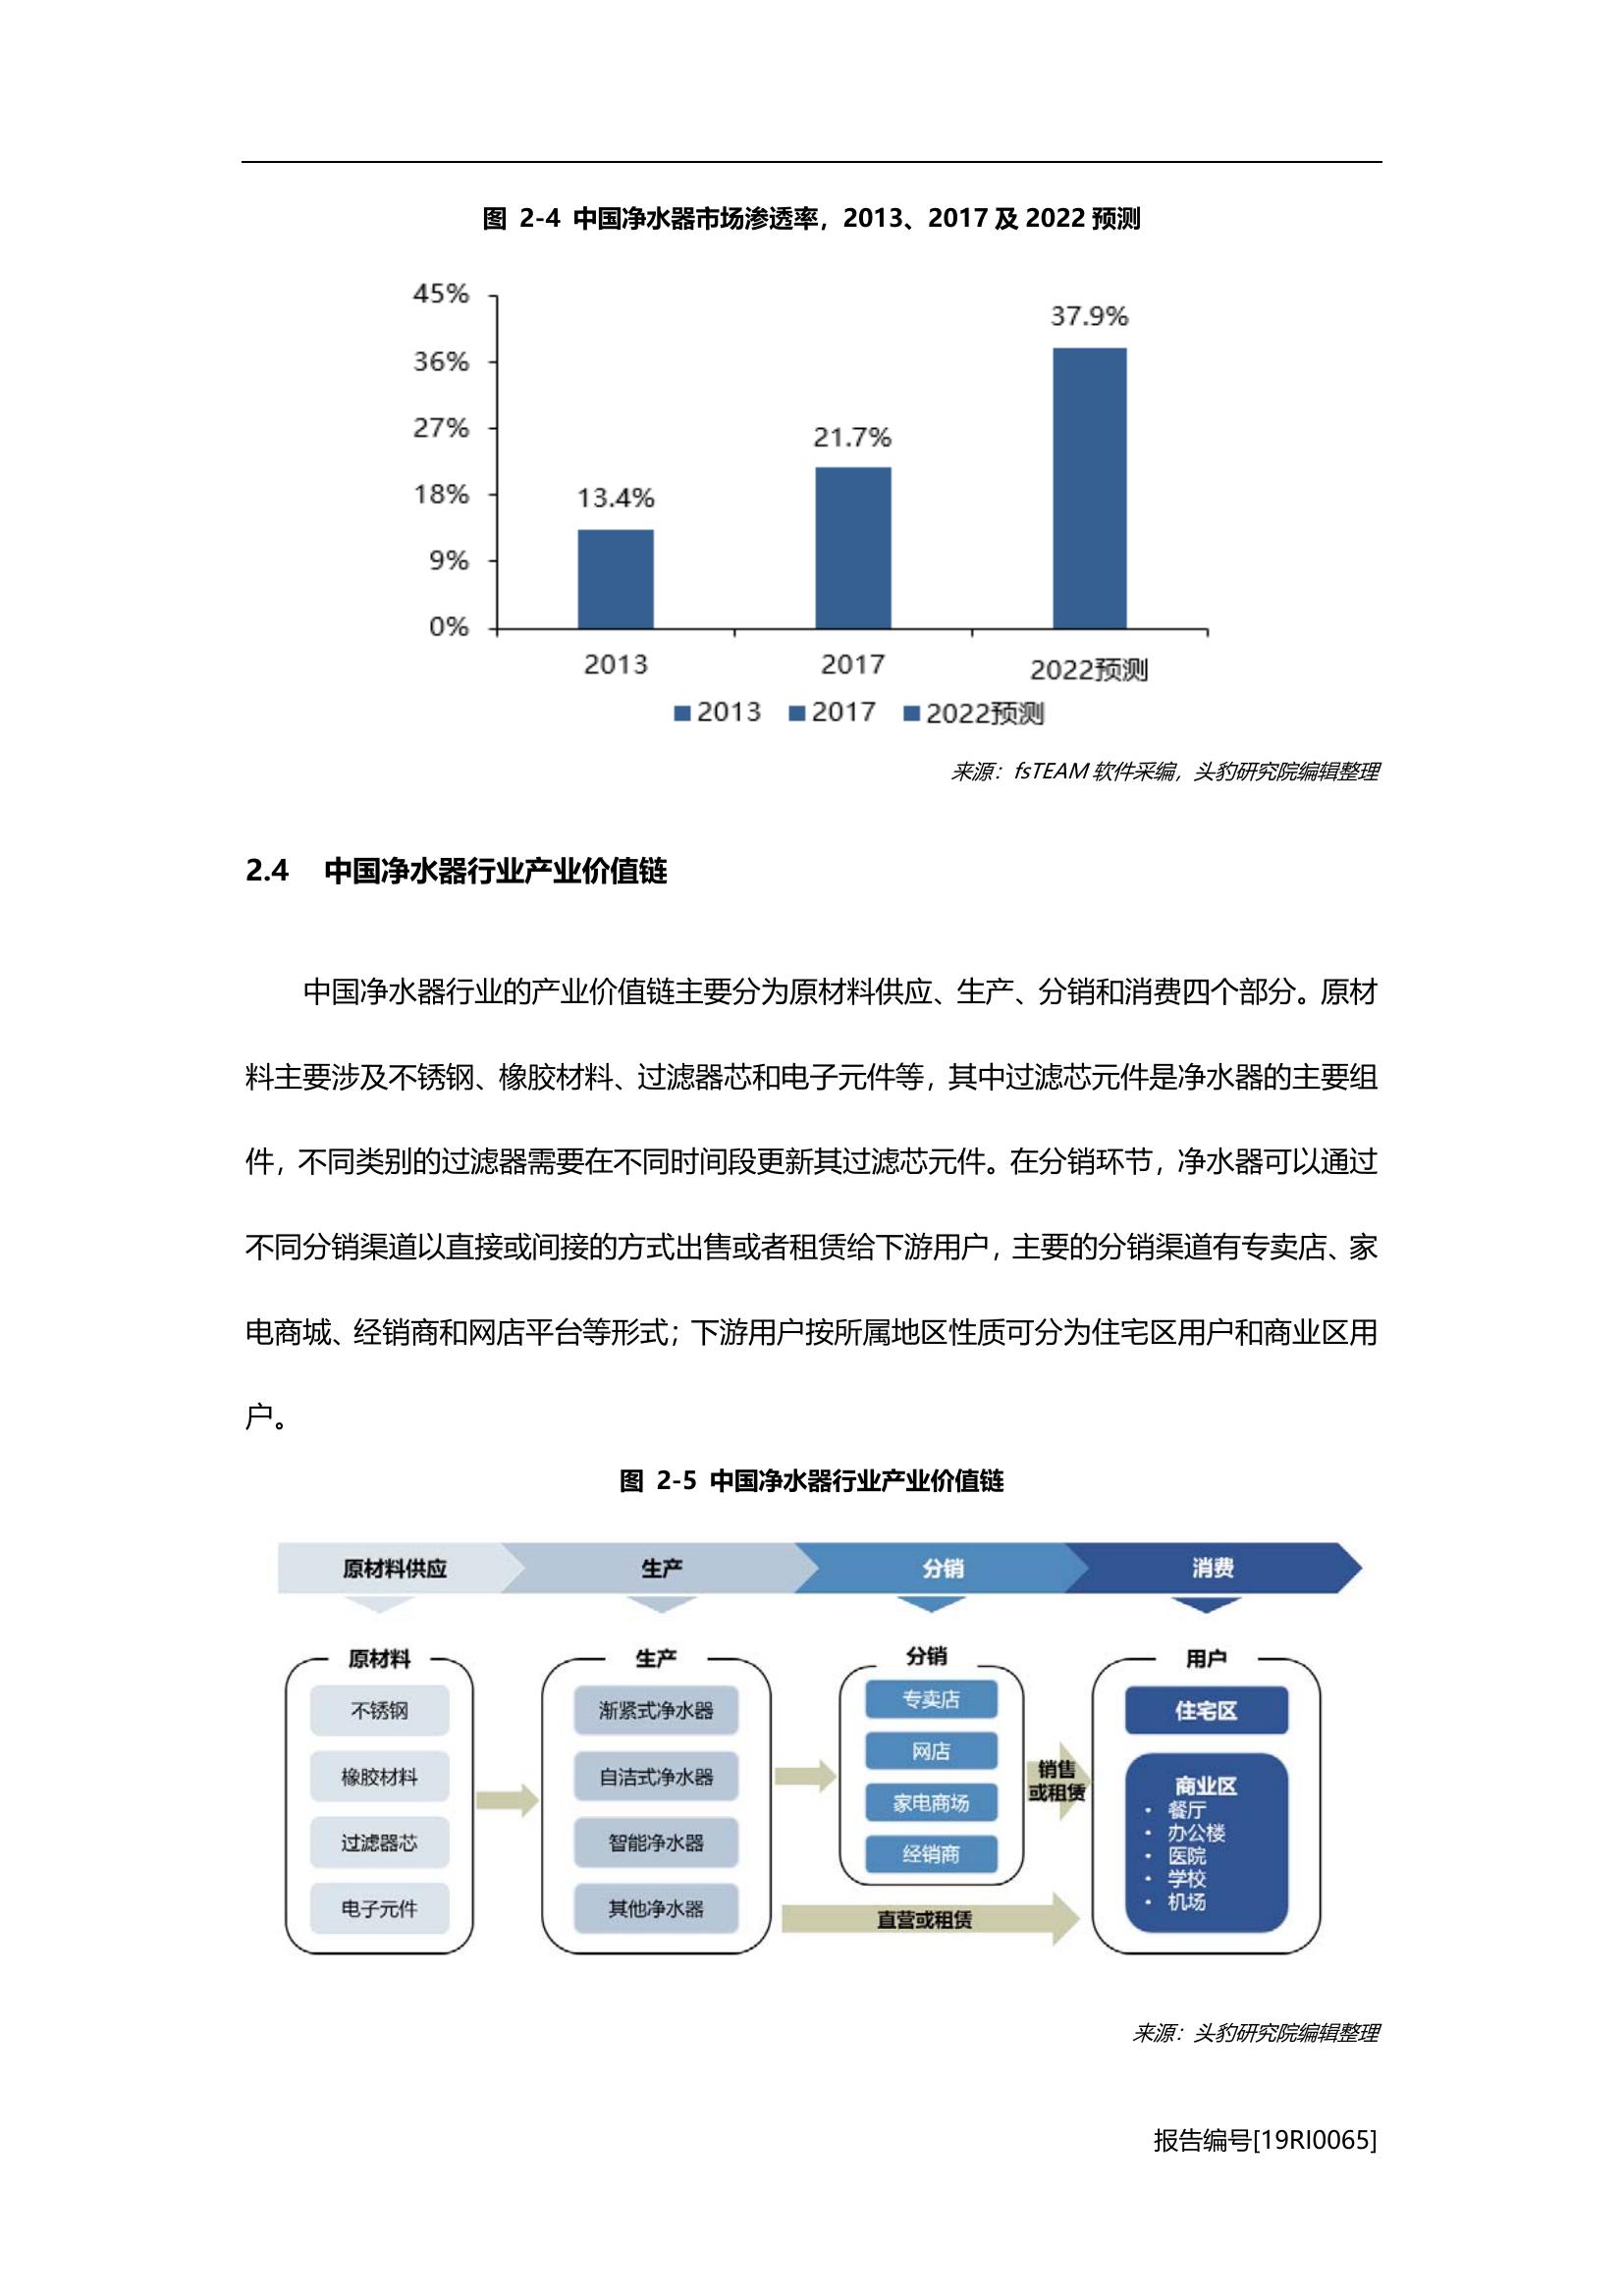 图 2-4 中国净水器市场渗透率，2013、2017 及 2022 预测
45%
36%
27%
18%
9%
0%
13.4%
21.7%
37.9%
2013
2017
2022预测
2013 2017 2022预测
来源：fsTEAM 软件采编，头豹研究院编辑整理
2.4 中国净水器行业产业价值链
中国净水器行业的产业价值链主要分为原材料供应、生产、分销和消费四个部分。原材
料主要涉及不锈钢、橡胶材料、过滤器芯和电子元件等，其中过滤芯元件是净水器的主要组
件，不同类别的过滤器需要在不同时间段更新其过滤芯元件。在分销环节，净水器可以通过
不同分销渠道以直接或间接的方式出售或者租赁给下游用户，主要的分销渠道有专卖店、家
电商城、经销商和网店平台等形式；下游用户按所属地区性质可分为住宅区用户和商业区用
户。
图 2-5 中国净水器行业产业价值链
原材料供应 生产 分销 消费
原材料
不锈钢
橡胶材料
过滤器芯
电子元件
生产
渐紧式净水器
自洁式净水器
智能净水器
其他净水器
分销
专卖店
网店
家电商场
经销商
销售
或租赁
直营或租赁
用户
住宅区
商业区
• 餐厅
• 办公楼
• 医院
• 学校
• 机场
来源：头豹研究院编辑整理
报告编号[19RI0065]